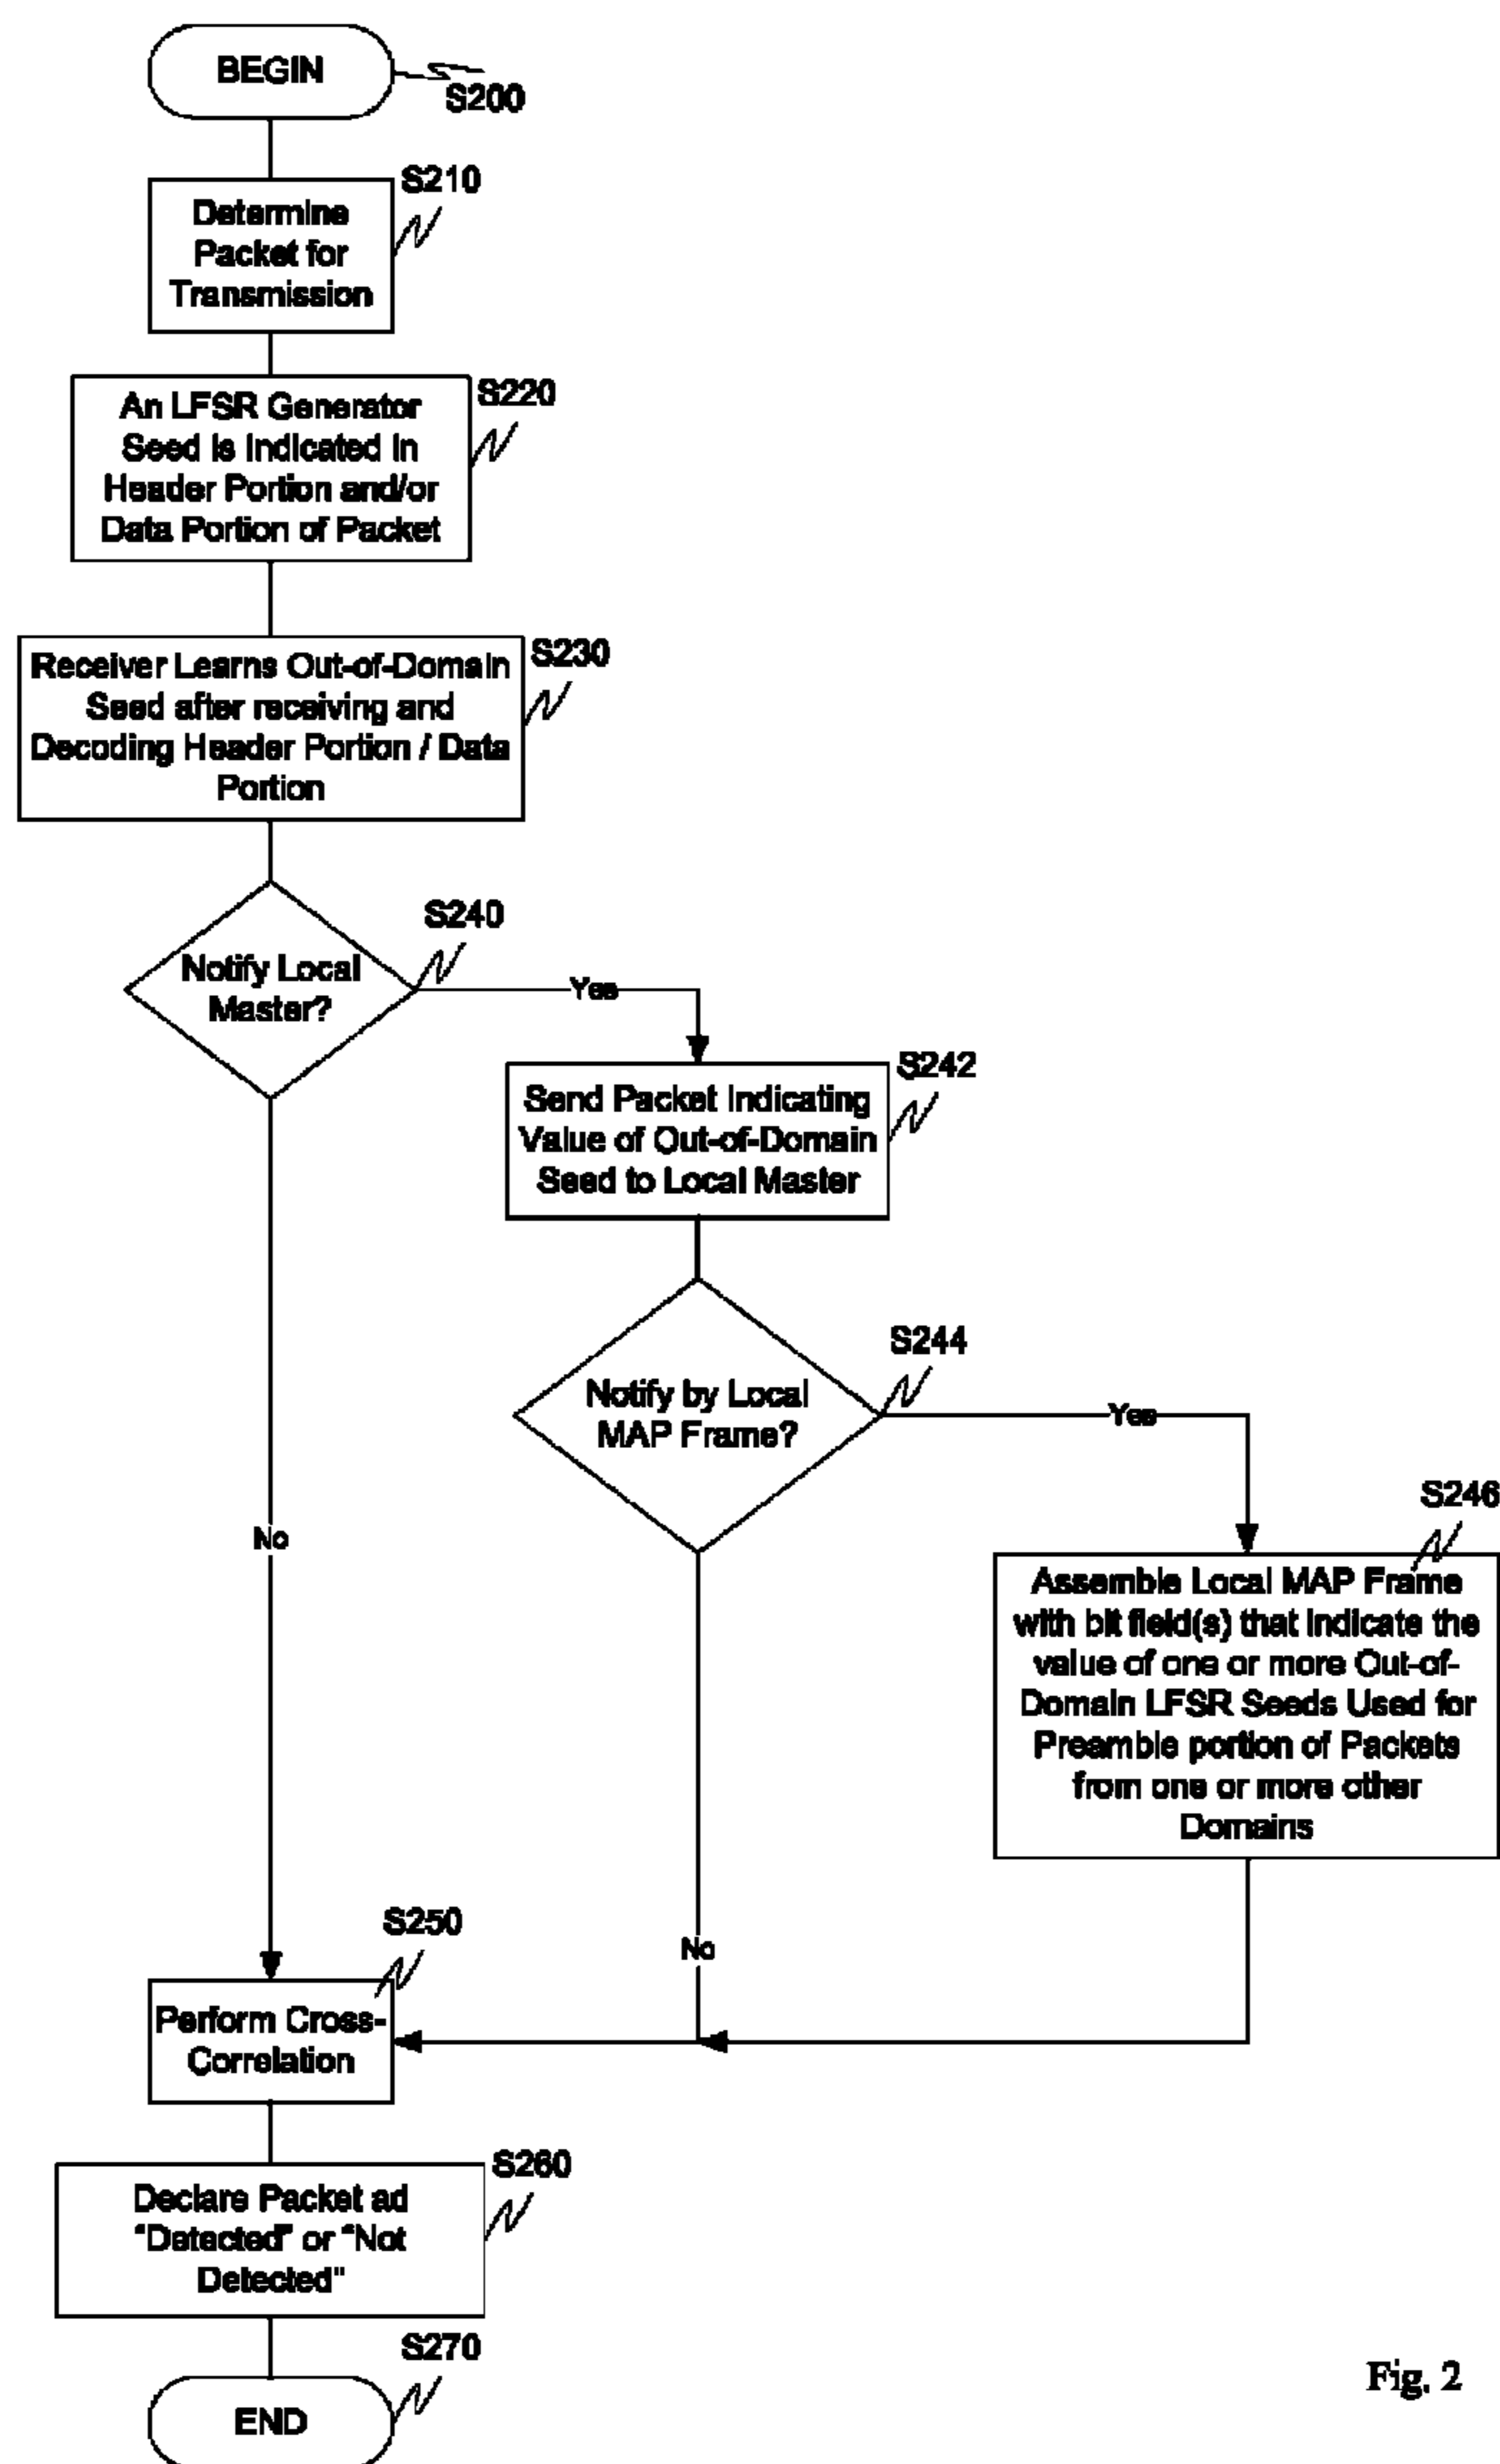 BEGIN
S200
S210
Determine
Packet for
Transmission
S220
An LFSR Generator
Seed is Indicated in
Header Portion and/or
Data Portion of Packet
S230
Receiver Learns Out-of-Domain
Seed after receiving and
Decoding Header Portion / Data
Portion
S240
Notify Local
Master?
Yes
S242
Send Packet Indicating
Value of Out-of-Domain
Seed to Local Master
S244
Notify by Local
MAP Frame?
Yes
S246
Assemble Local MAP Frame
with bit field(s) that indicate the
value of one or more Out-of-
Domain LFSR Seeds Used for
Preamble portion of Packets
from one or more other
Domains
No
No
S250
Perform Cross-
Correlation
S260
Declare Packet ad
"Detected" or "Not
Detected"
S270
END
Fig. 2